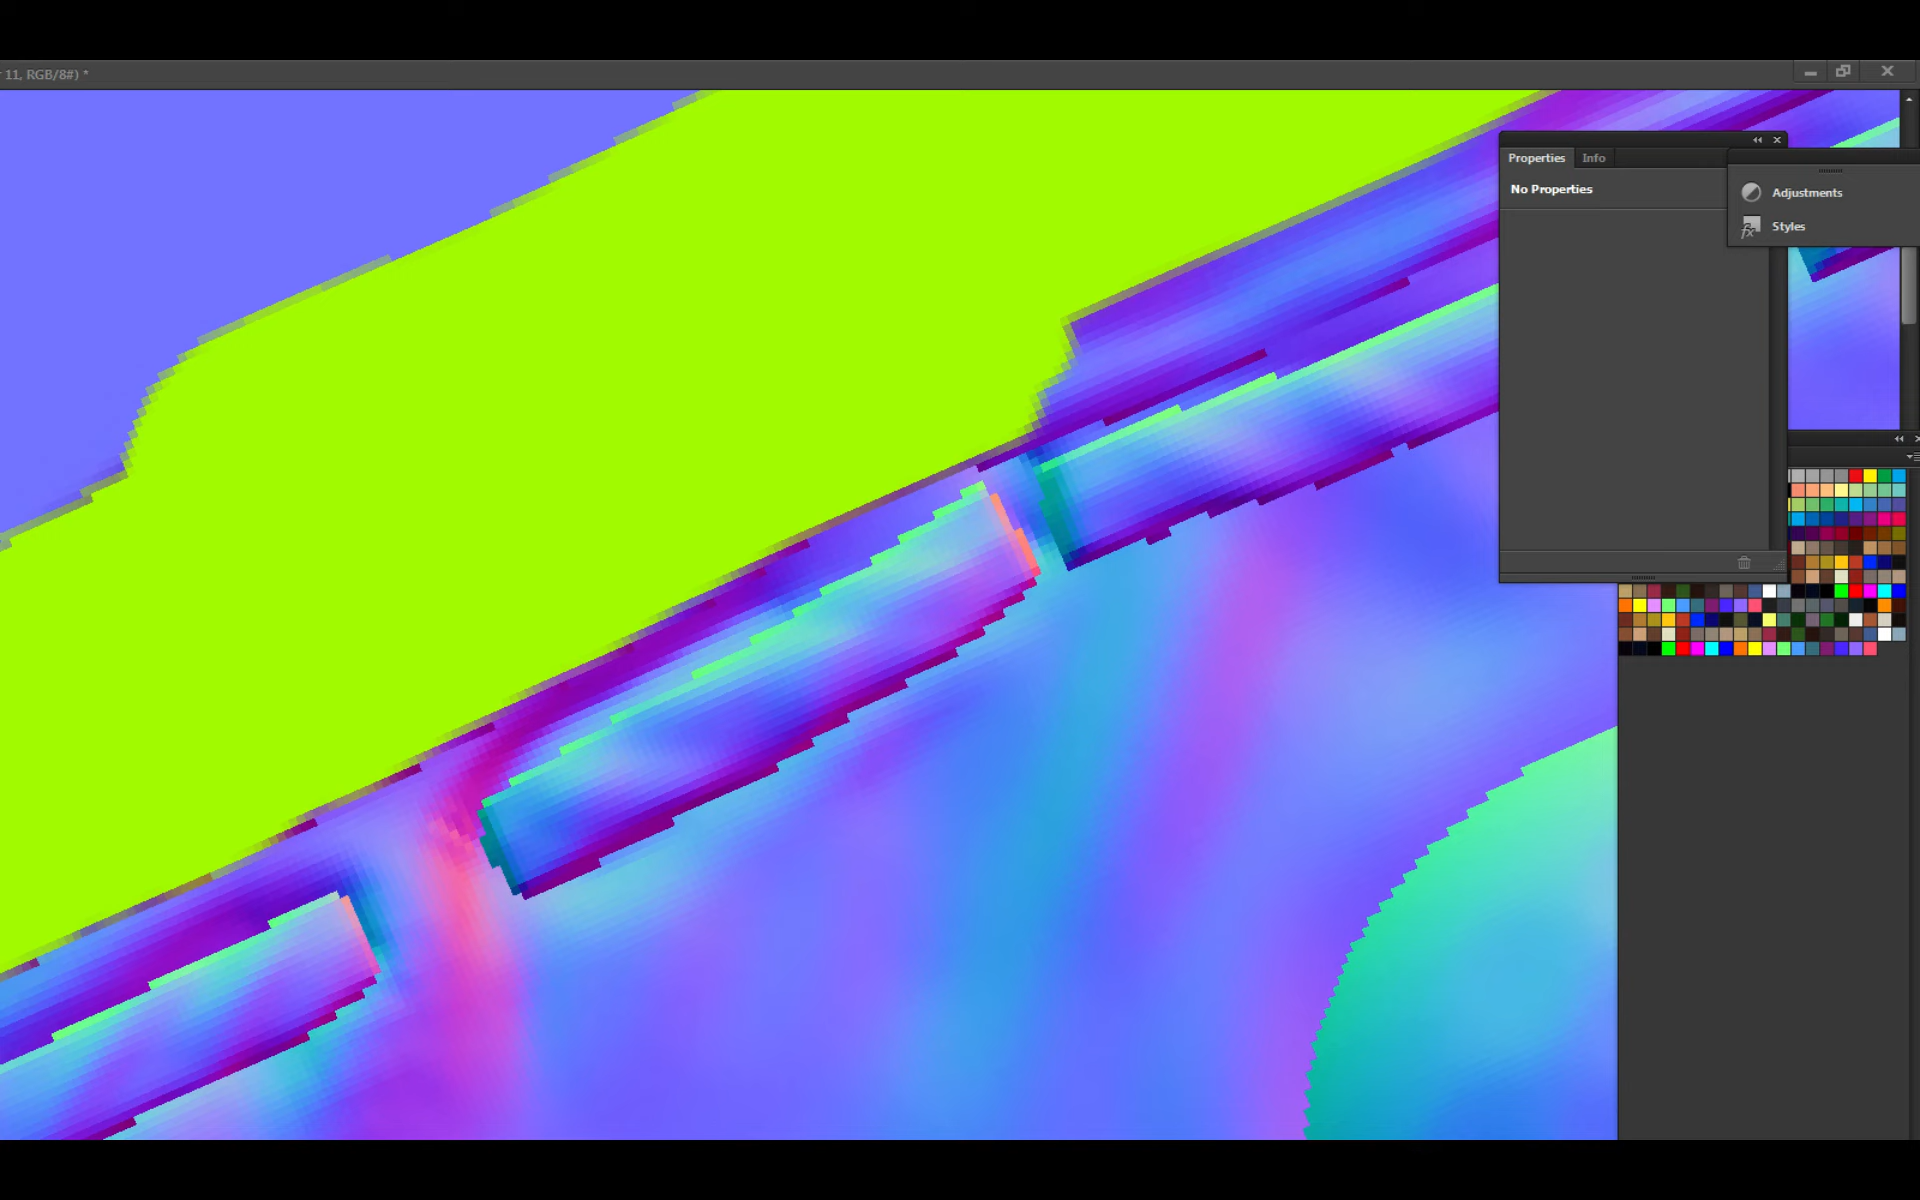 11, RGB/8#) *
Properties Info
No Properties
Adjustments
Styles